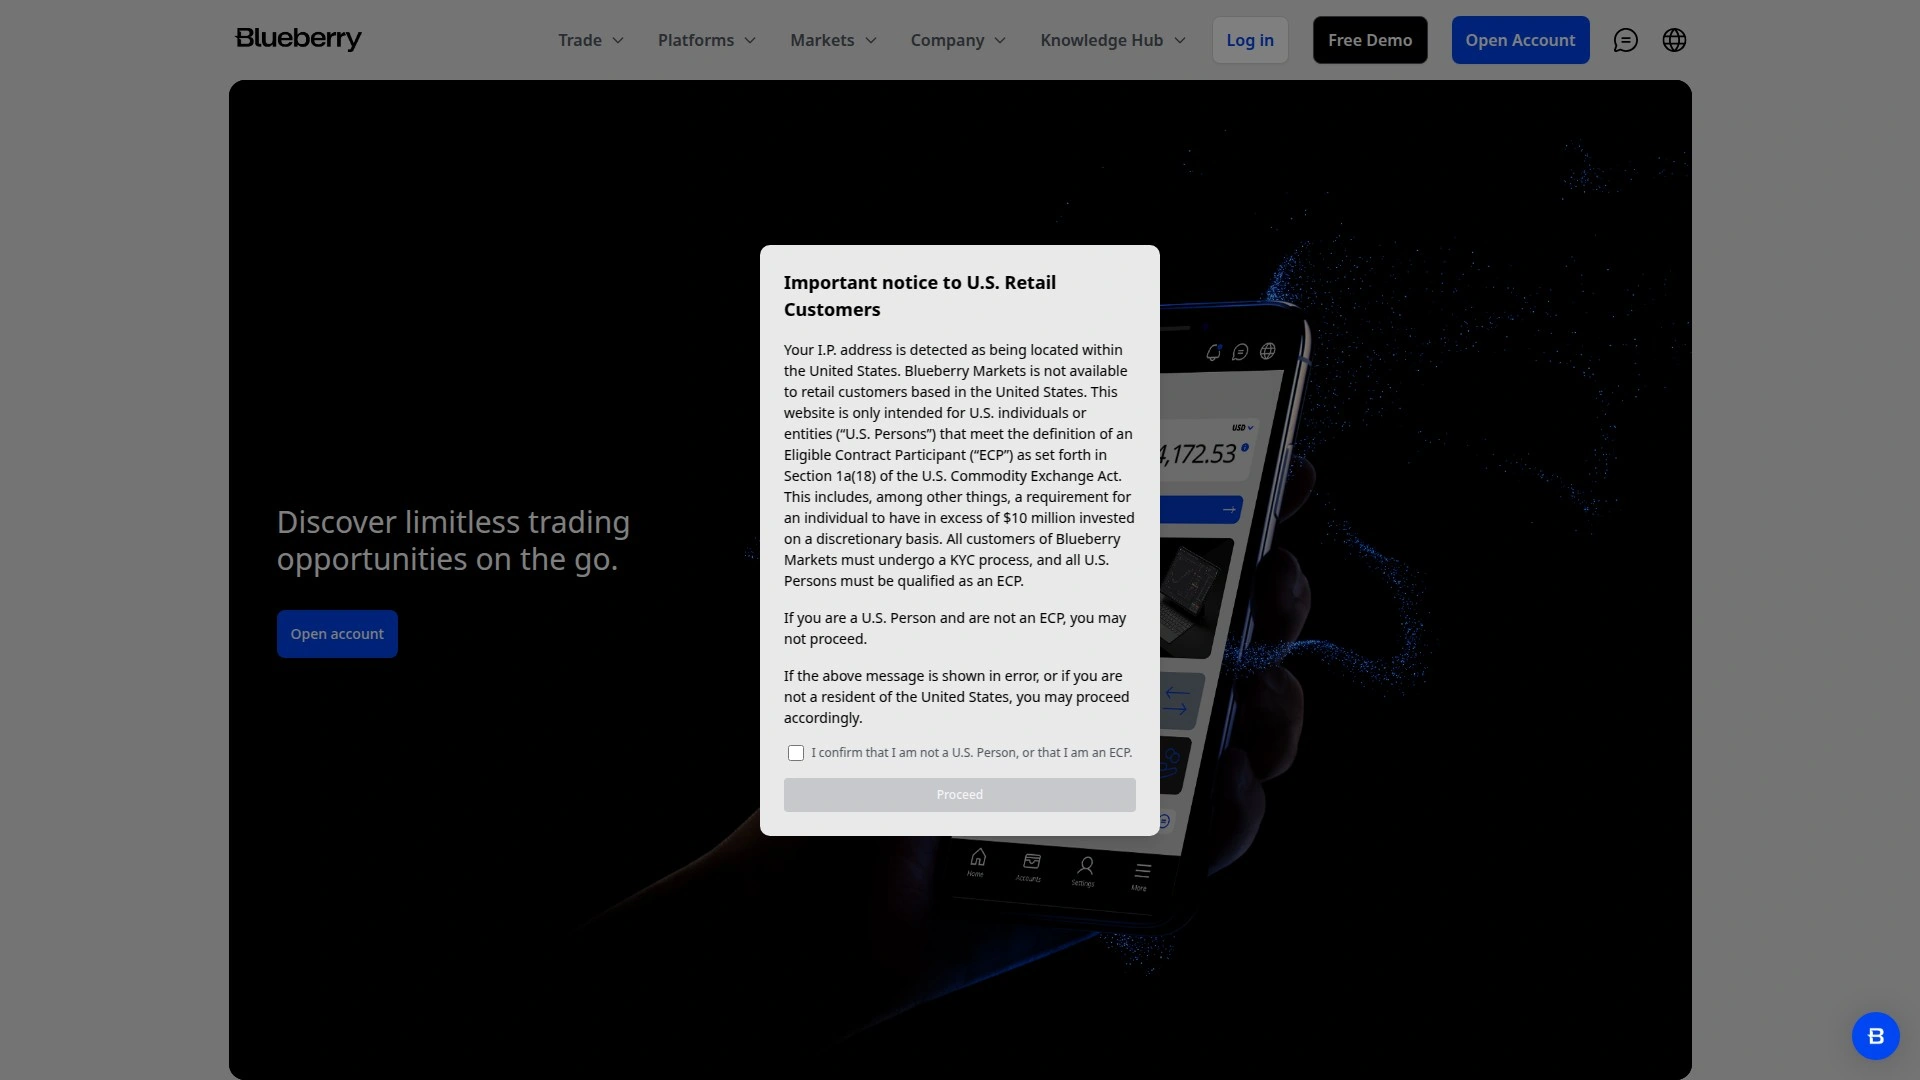 Blueberry
Trade
Platforms
Markets
Company
Knowledge Hub
Log in
Free Demo
Open Account
Important notice to U.S. Retail
Customers
Your I.P. address is detected as being located within
the United States. Blueberry Markets is not available
to retail customers based in the United States. This
website is only intended for U.S. individuals or
entities (“U.S. Persons”) that meet the definition of an
Eligible Contract Participant (“ECP”) as set forth in
Section 1a(18) of the U.S. Commodity Exchange Act.
This includes, among other things, a requirement for
an individual to have in excess of $10 million invested
on a discretionary basis. All customers of Blueberry
Markets must undergo a KYC process, and all U.S.
Persons must be qualified as an ECP.
If you are a U.S. Person and are not an ECP, you may
not proceed.
If the above message is shown in error, or if you are
not a resident of the United States, you may proceed
accordingly.
I confirm that I am not a U.S. Person, or that I am an ECP.
Proceed
Discover limitless trading
opportunities on the go.
Open account
USD
4,172.53
Home
Accounts
Settings
More
B